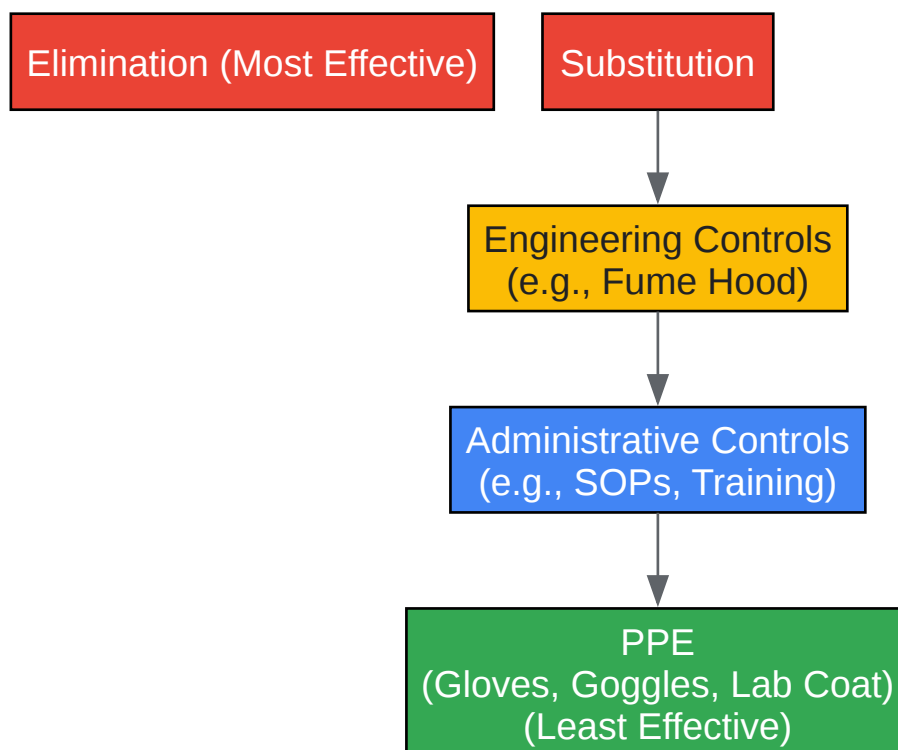 Elimination (Most Effective)
Substitution
Engineering Controls
(e.g., Fume Hood)
Administrative Controls
(e.g., SOPs, Training)
PPE
(Gloves, Goggles, Lab Coat)
(Least Effective)